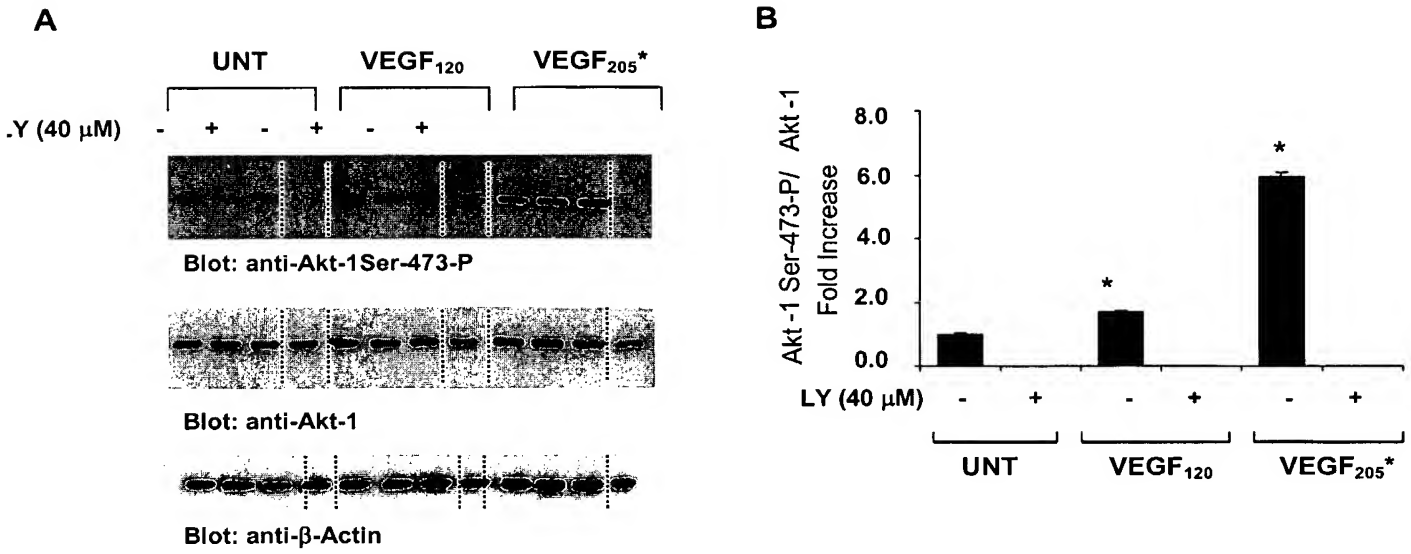 A
UNT VEGF₁₂₀ VEGF₂₀₅*
.Y (40 µM) - + - + - +
Blot: anti-Akt-1Ser-473-P
Blot: anti-Akt-1
Blot: anti-β-Actin
B
Akt -1 Ser-473-P/ Akt -1
Fold Increase
8.0
6.0
4.0
2.0
0.0
*
*
LY (40 µM) - + - + - +
UNT VEGF₁₂₀ VEGF₂₀₅*